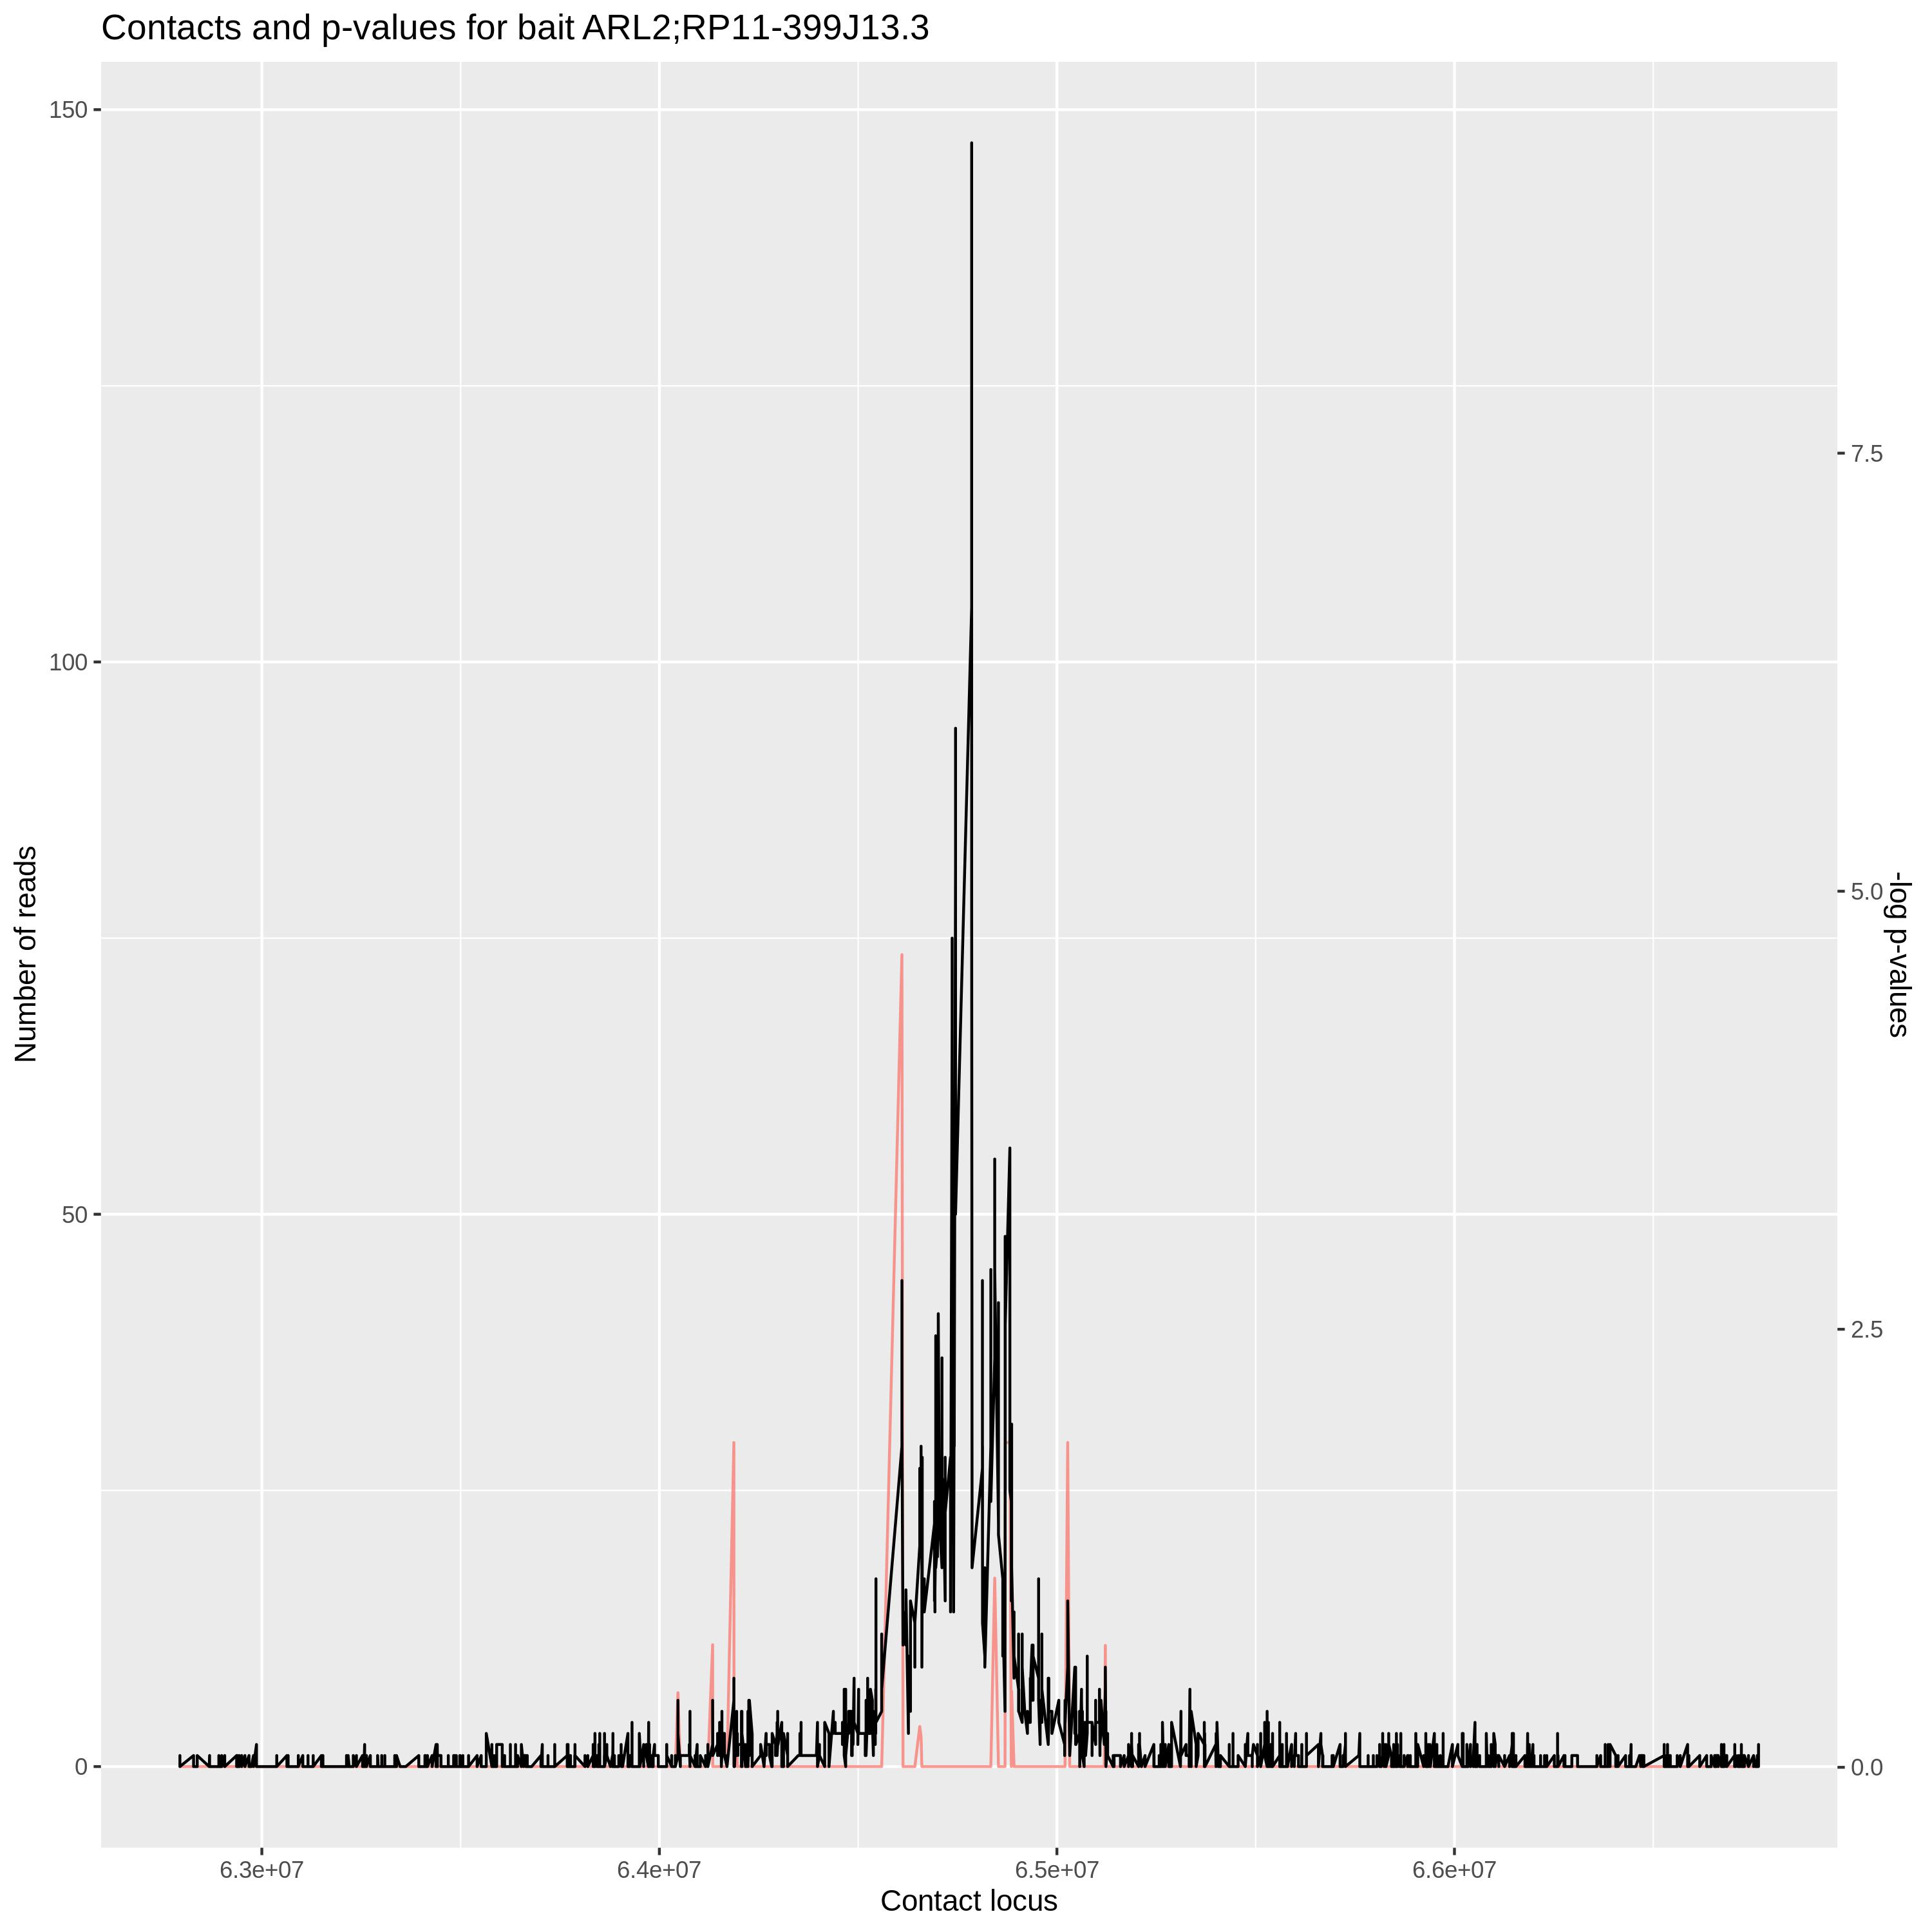 Contacts and p-values for bait ARL2;RP11-399J13.3
150
100
50
0
Number of reads
7.5
5.0
2.5
0.0
-log p-values
6.3e+07
6.4e+07
6.5e+07
6.6e+07
Contact locus